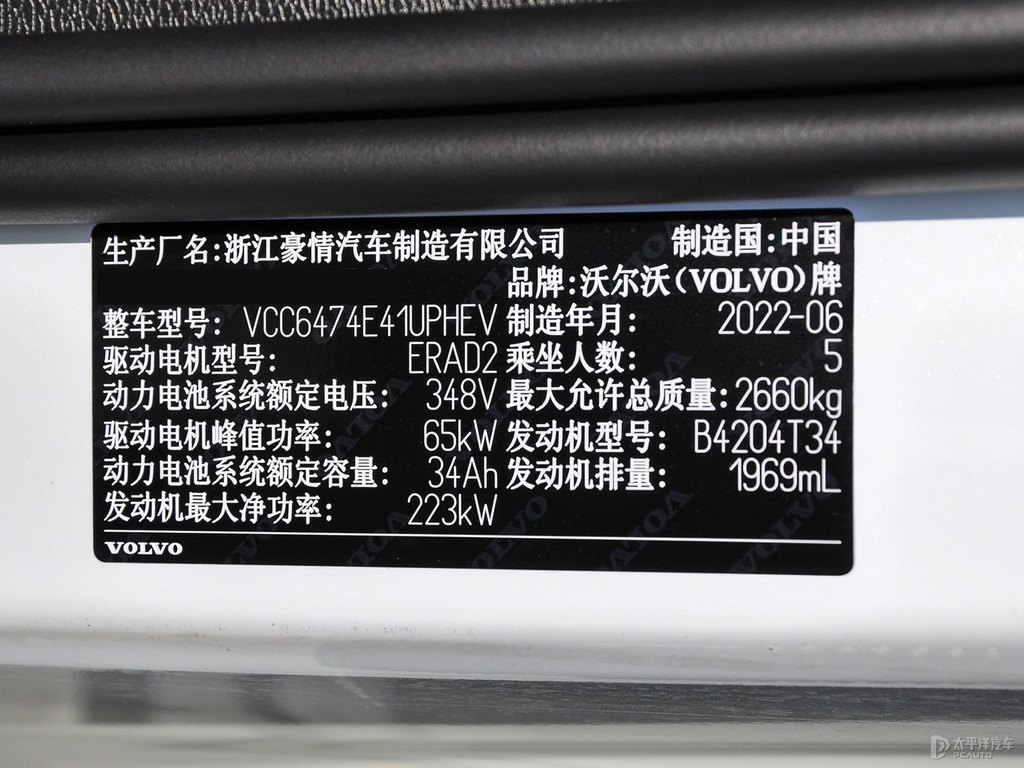 生产厂名:浙江豪情汽车制造有限公司 制造国:中国
品牌:沃尔沃(VOLVO)牌
整车型号: VCC6474E41UPHEV 制造年月: 2022-06
驱动电机型号: ERAD2 乘坐人数: 5
动力电池系统额定电压: 348V 最大允许总质量: 2660kg
驱动电机峰值功率: 65kW 发动机型号: B4204T34
动力电池系统额定容量: 34Ah 发动机排量: 1969mL
发动机最大净功率: 223kW
VOLVO
太平洋汽车
PCAUTO